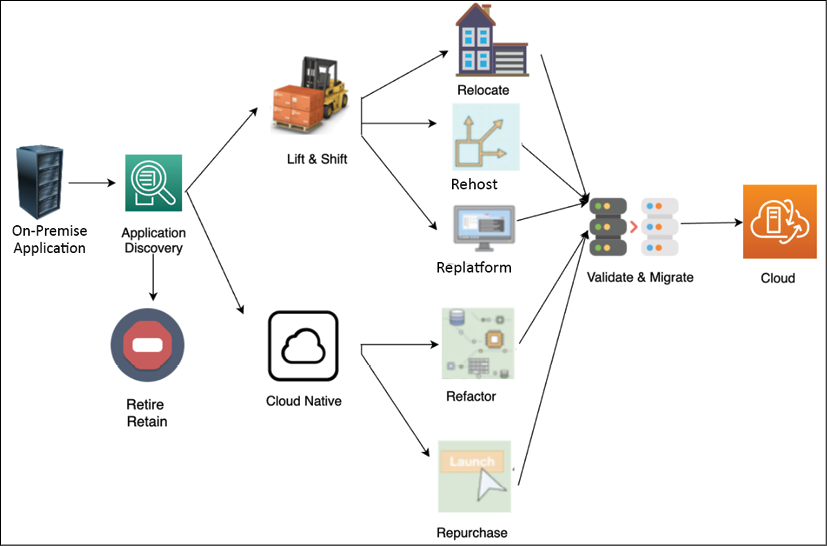 On-Premise
Application
Application
Discovery
Retire
Retain
Lift & Shift
Cloud Native
Relocate
Rehost
Replatform
Refactor
Launch
Repurchase
Validate & Migrate
Cloud